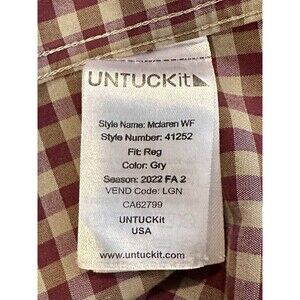 UNTUCKit
Style Name: Mclaren WF
Style Number: 41252
Fit: Reg
Color: Gry
Season: 2022 FA 2
VEND Code: LGN
CA62799
UNTUCKit
USA
www.untuckit.com